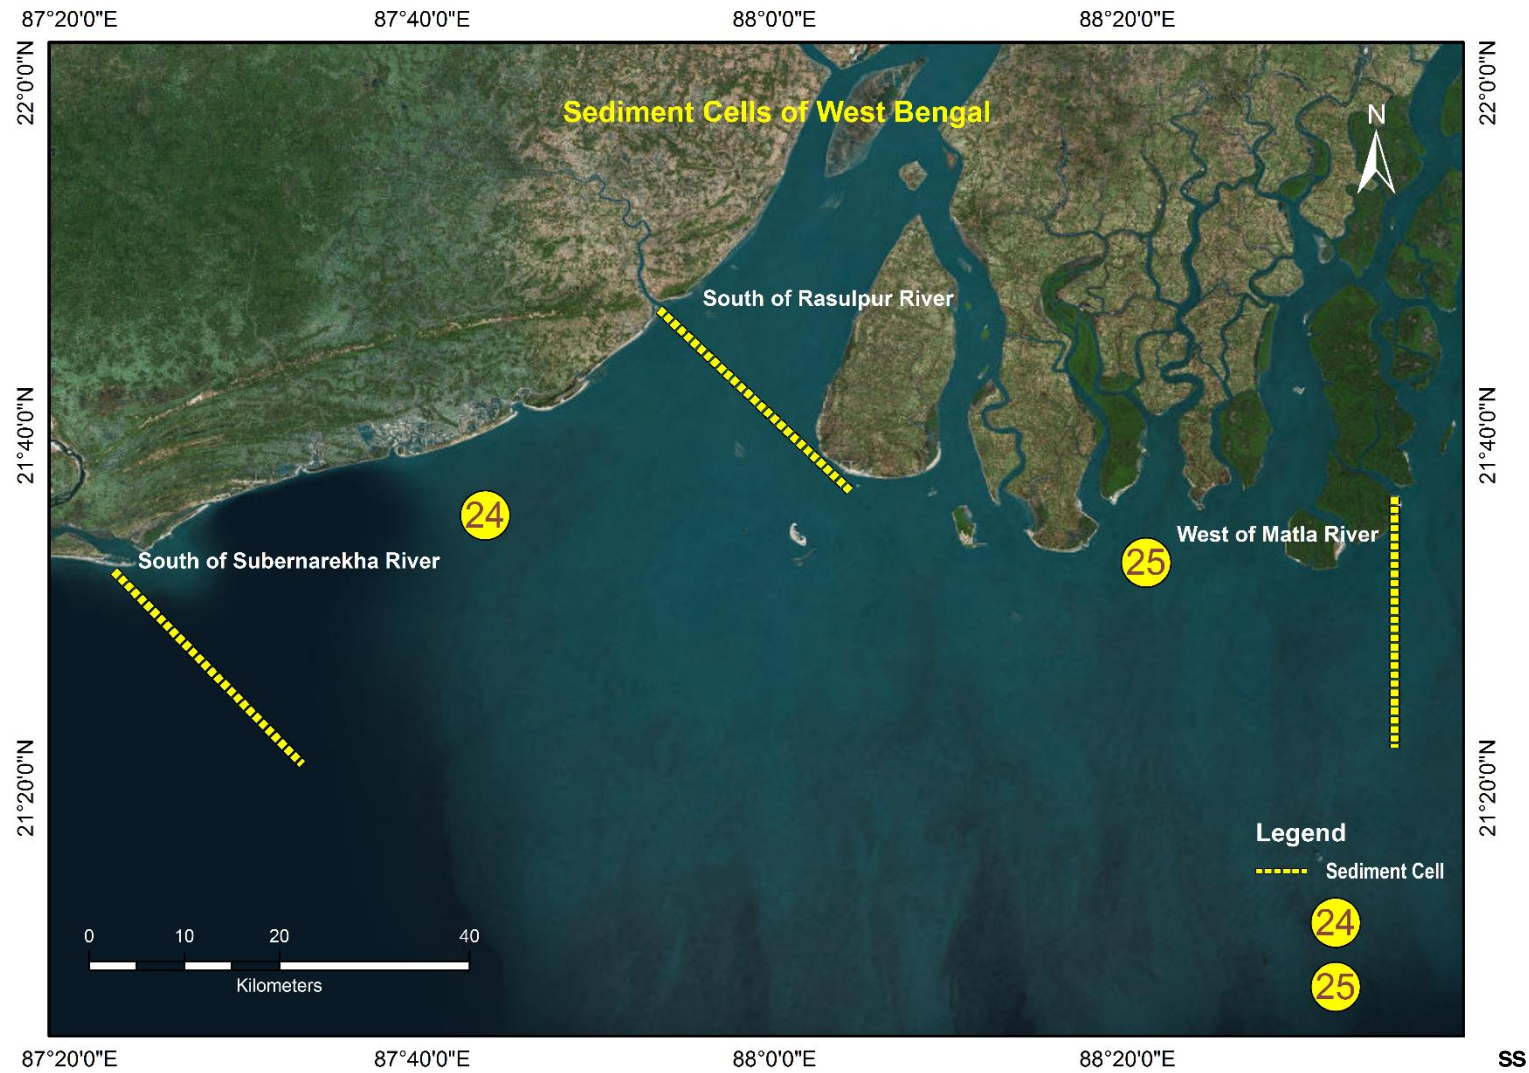 87°20'0"E 87°40'0"E 88°0'0"E 88°20'0"E
22°0'0"N
22°0'0"N
Sediment Cells of West Bengal
N
South of Rasulpur River
21°40'0"N
21°40'0"N
24
West of Matla River
South of Subernarekha River
25
21°20'0"N
21°20'0"N
Legend
Sediment Cell
24
0 10 20 40
Kilometers
25
87°20'0"E 87°40'0"E 88°0'0"E 88°20'0"E
SS